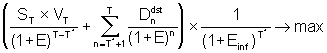 (S_T × V_T / (1+E)^(T−T*) + Σ_(n=T*+1)^T D_n^dst / (1+E)^n) × 1 / (1+E_inf)^(T*) → max